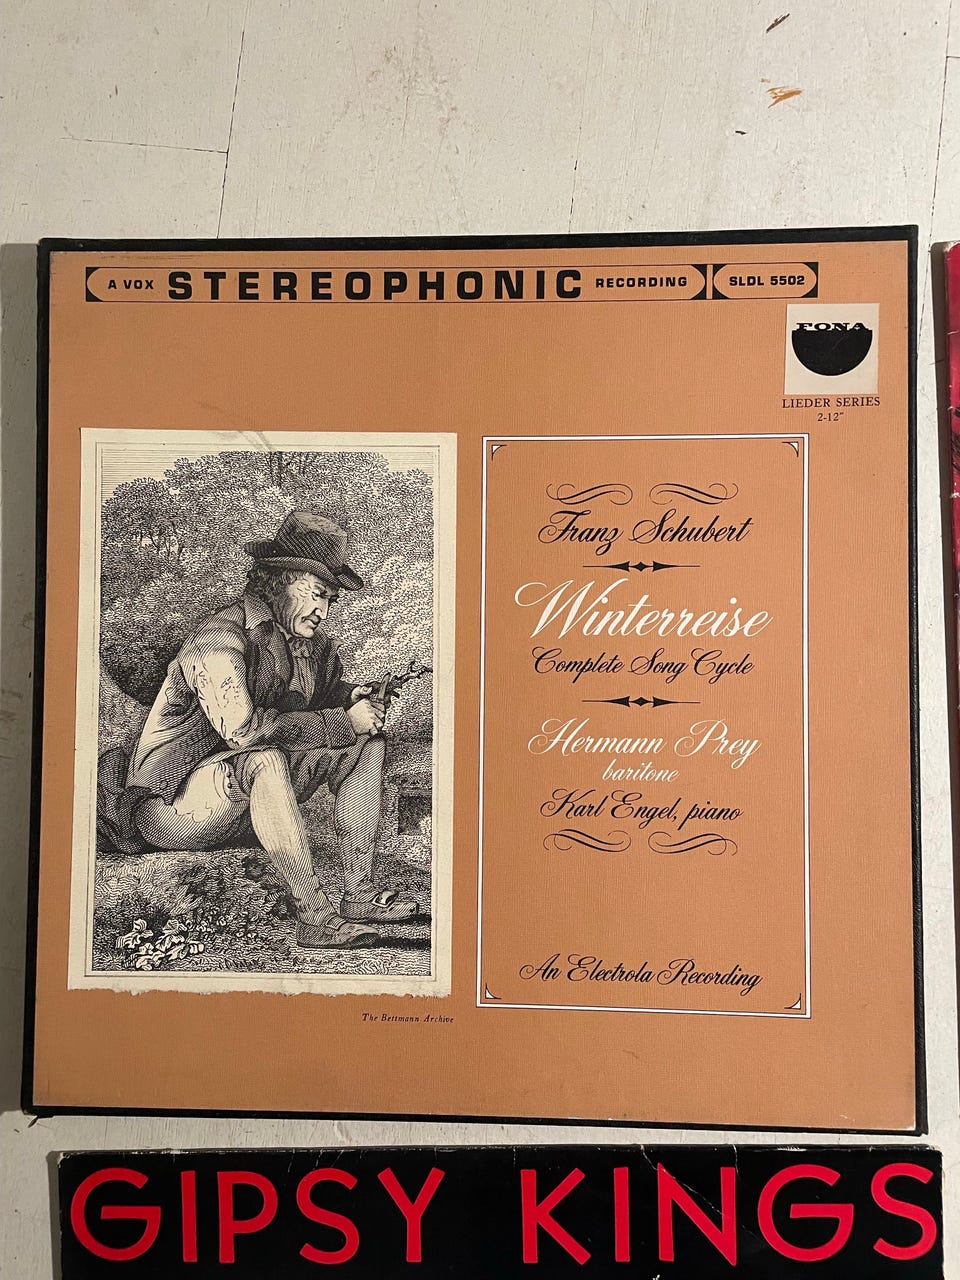 A VOX STEREOPHONIC RECORDING SLDL 5502
FONA
LIEDER SERIES
2-12"
Franz Schubert
Winterreise
Complete Song Cycle
Hermann Prey
baritone
Karl Engel, piano
An Electrola Recording
The Bettmann Archive
GIPSY KINGS